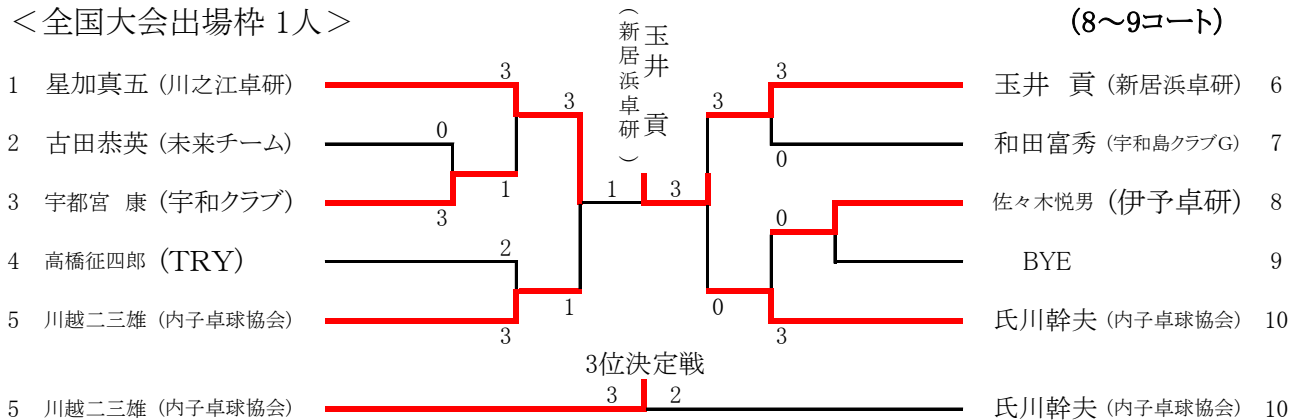 ＜全国大会出場枠 1人＞
(8～9コート)
玉井 貢
（新居浜卓研）
1 星加真五 (川之江卓研)
2 古田恭英 (未来チーム)
3 宇都宮 康 (宇和クラブ)
4 高橋征四郎 (TRY)
5 川越二三雄 (内子卓球協会)
3
0
3
1
3
2
3
1
1
3
3
3
0
0
0
3
玉井 貢 (新居浜卓研) 6
和田富秀 (宇和島クラブG) 7
佐々木悦男 (伊予卓研) 8
BYE 9
氏川幹夫 (内子卓球協会) 10
3位決定戦
5 川越二三雄 (内子卓球協会) 3 2 氏川幹夫 (内子卓球協会) 10